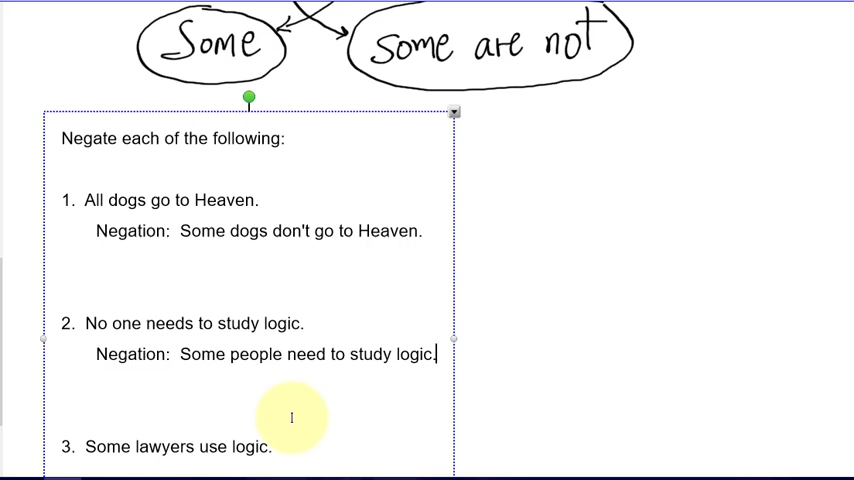 Some some are not
Negate each of the following:
1. All dogs go to Heaven.
Negation: Some dogs don't go to Heaven.
2. No one needs to study logic.
Negation: Some people need to study logic.
3. Some lawyers use logic.